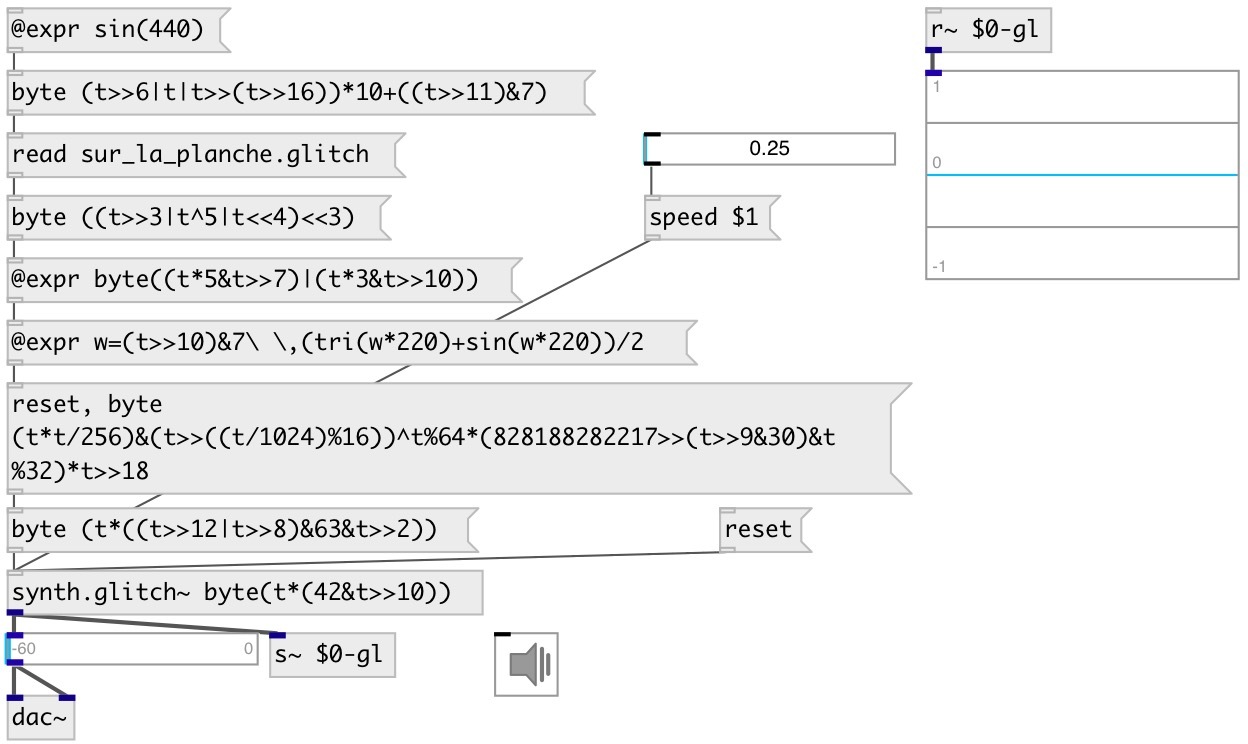 @expr sin(440)
r~ $0-gl
byte (t>>6|t|t>>(t>>16))*10+((t>>11)&7)
1
read sur_la_planche.glitch
0.25
0
byte ((t>>3|t^5|t<<4)<<3)
speed $1
@expr byte((t*5&t>>7)|(t*3&t>>10))
-1
@expr w=(t>>10)&7\ \,(tri(w*220)+sin(w*220))/2
reset, byte
(t*t/256)&(t>>((t/1024)%16))^t%64*(828188282217>>(t>>9&30)&t
%32)*t>>18
byte (t*((t>>12|t>>8)&63&t>>2))
reset
synth.glitch~ byte(t*(42&t>>10))
-60
0
s~ $0-gl
dac~